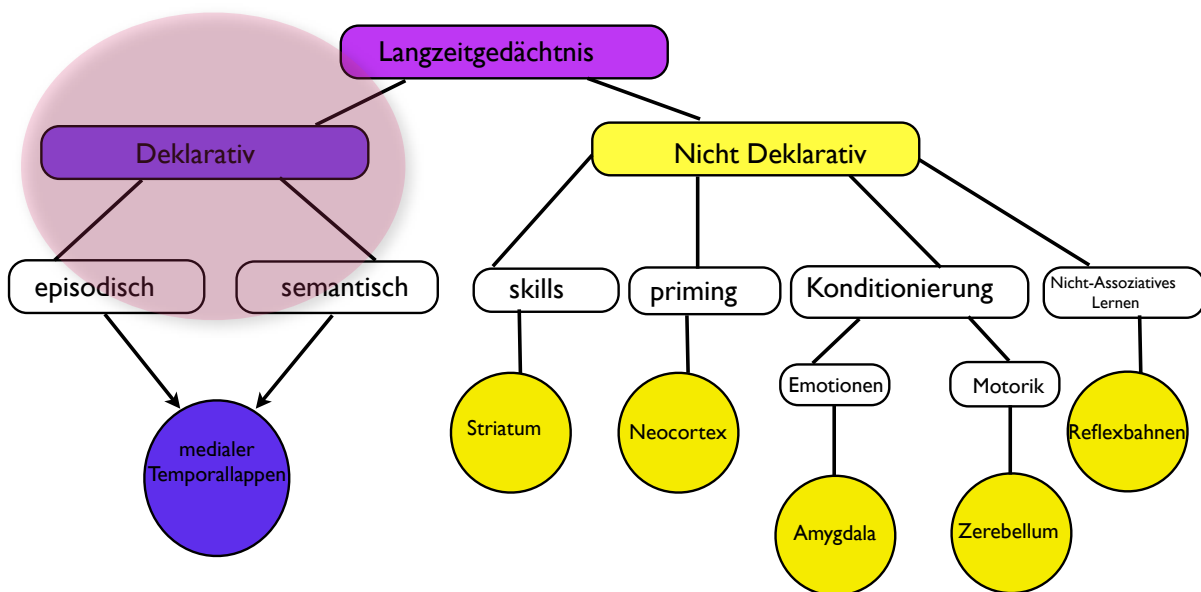 Langzeitgedächtnis
Deklarativ
Nicht Deklarativ
episodisch
semantisch
skills
priming
Konditionierung
Nicht-Assoziatives
Lernen
Emotionen
Motorik
medialer
Temporallappen
Striatum
Neocortex
Reflexbahnen
Amygdala
Zerebellum